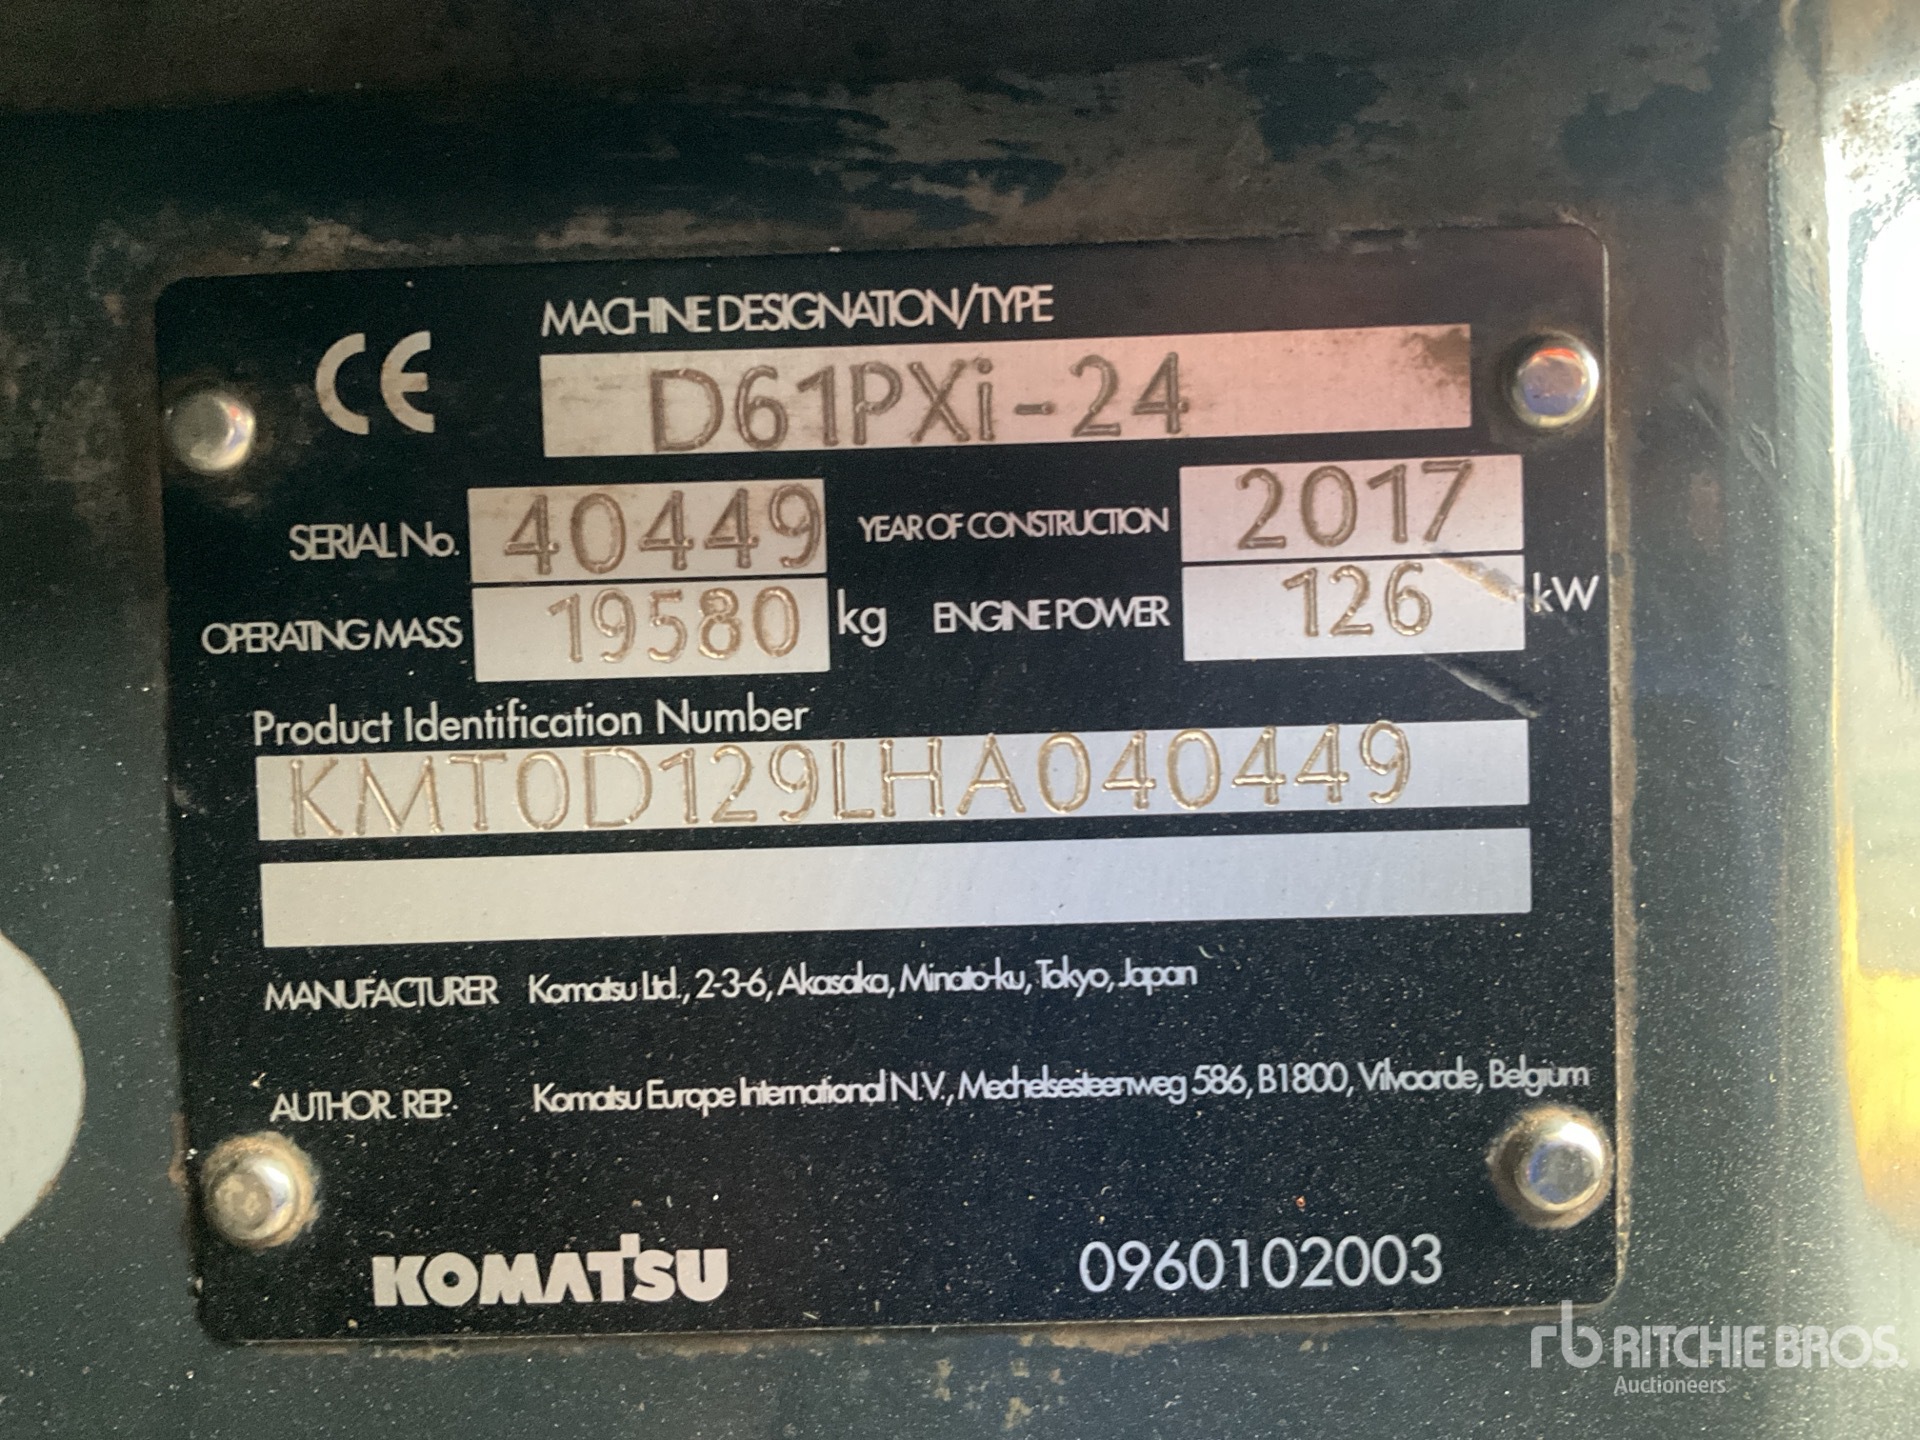 CE
MACHINE DESIGNATION/TYPE
D61PXi-24
SERIAL No. 40449 YEAR OF CONSTRUCTION 2017
OPERATING MASS 19580 kg ENGINE POWER 126 kW
Product Identification Number
KMT0D129LHA040449
MANUFACTURER Komatsu Ltd., 2-3-6, Akasaka, Minato-ku, Tokyo, Japan
AUTHOR. REP. Komatsu Europe International N.V., Mechelsesteenweg 586, B1800, Vilvoorde, Belgium
KOMATSU 0960102003
rb RITCHIE BROS.
Auctioneers